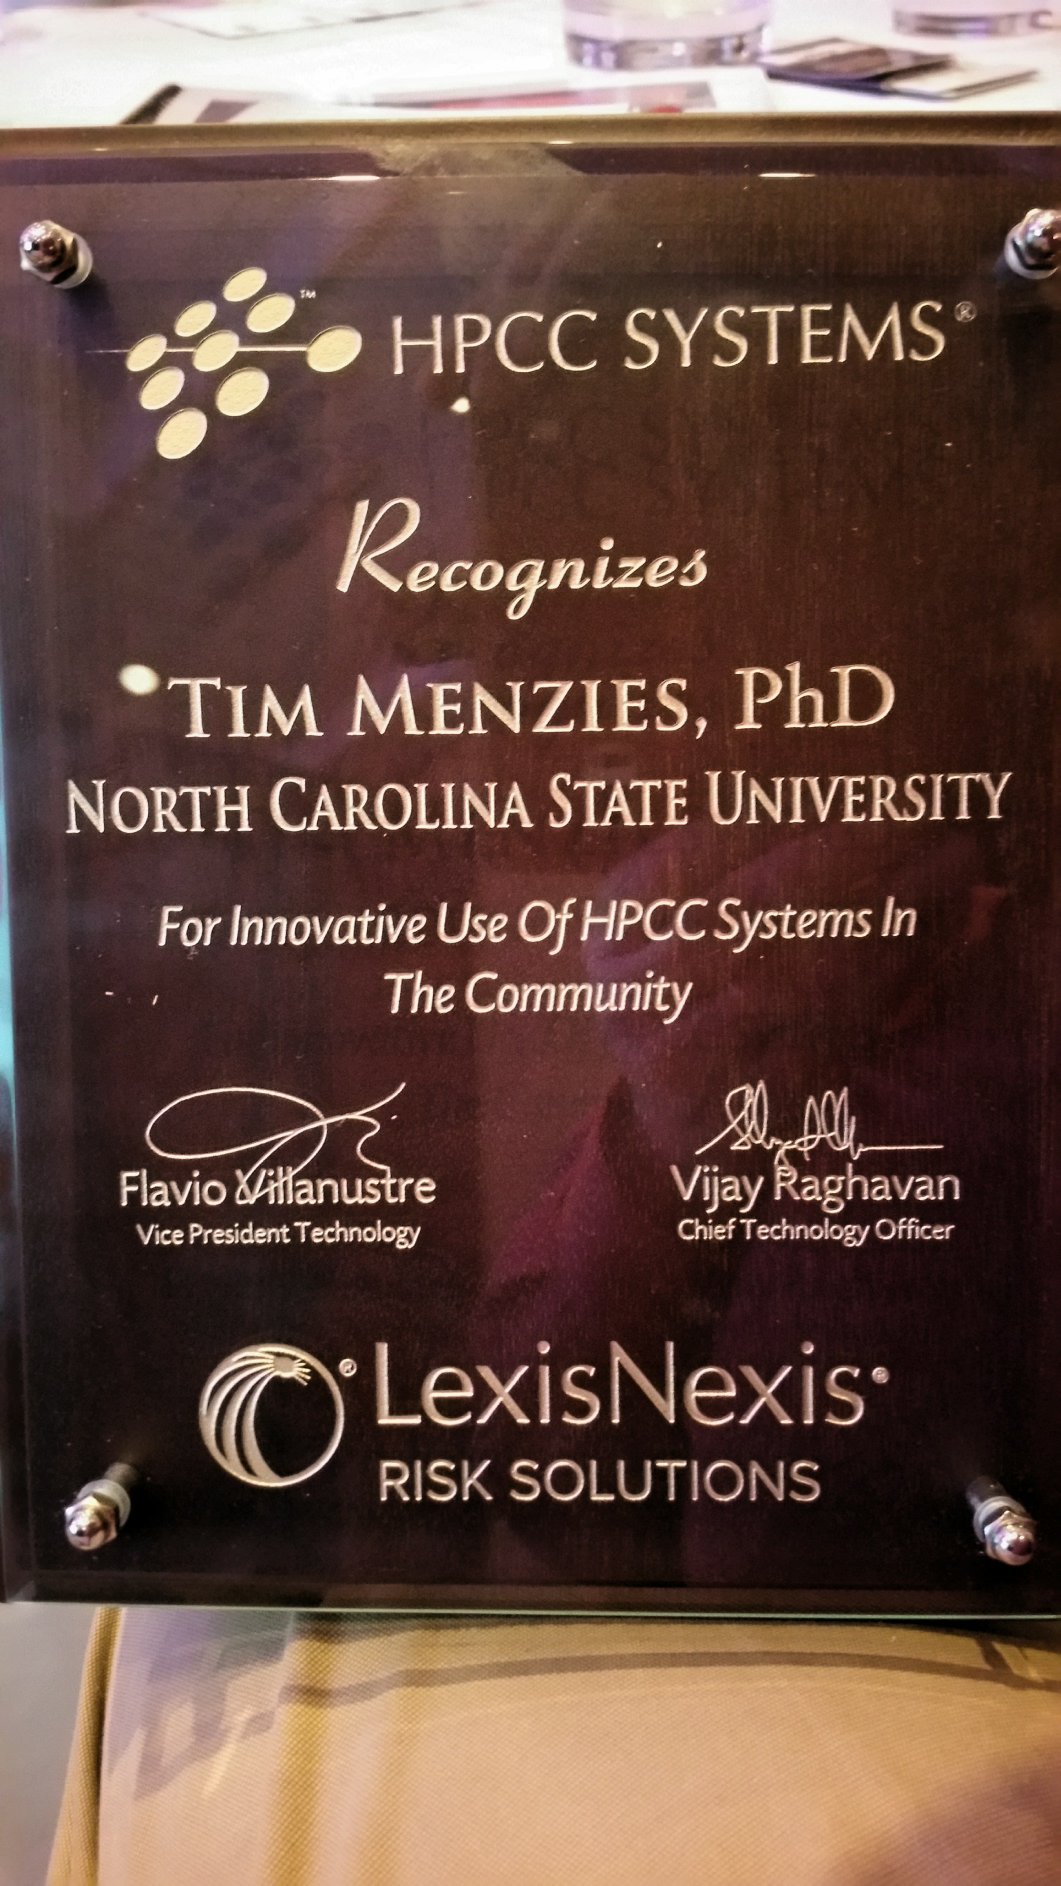 ™ HPCC SYSTEMS®
Recognizes
TIM MENZIES, PhD
NORTH CAROLINA STATE UNIVERSITY
For Innovative Use Of HPCC Systems In
The Community
Flavio Villanustre
Vijay Raghavan
Vice President Technology
Chief Technology Officer
® LexisNexis®
RISK SOLUTIONS